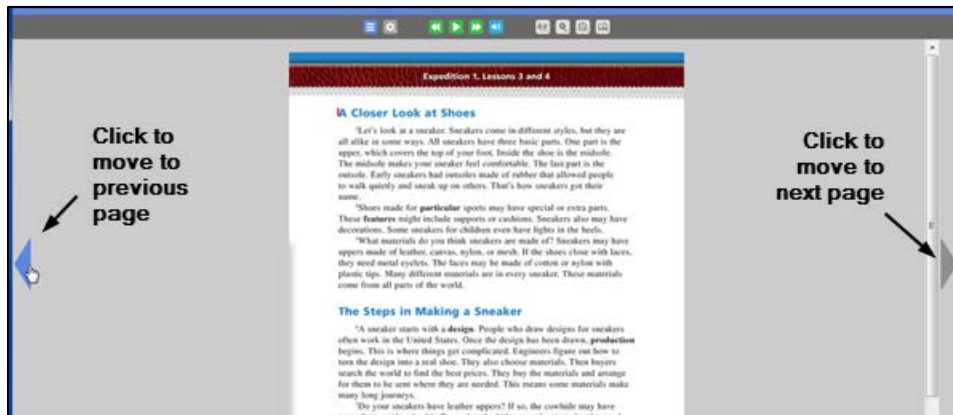 Expedition 1, Lessons 3 and 4
A Closer Look at Shoes
¹Let's look at a sneaker. Sneakers come in different styles, but they are
all alike in some ways. All sneakers have three basic parts. One part is the
upper, which covers the top of your foot. Inside the shoe is the midsole.
The midsole makes your sneaker feel comfortable. The last part is the
outsole. Early sneakers had outsoles made of rubber that allowed people
to walk quietly and sneak up on others. That's how sneakers got their
name.
²Shoes made for particular sports may have special or extra parts.
These features might include supports or cushions. Sneakers also may have
decorations. Some sneakers for children even have lights in the heels.
³What materials do you think sneakers are made of? Sneakers may have
uppers made of leather, canvas, nylon, or mesh. If the shoes close with laces,
they need metal eyelets. The laces may be made of cotton or nylon with
plastic tips. Many different materials are in every sneaker. These materials
come from all parts of the world.
The Steps in Making a Sneaker
⁴A sneaker starts with a design. People who draw designs for sneakers
often work in the United States. Once the design has been drawn, production
begins. This is where things get complicated. Engineers figure out how to
turn the design into a real shoe. They also choose materials. Then buyers
search the world to find the best prices. They buy the materials and arrange
for them to be sent where they are needed. This means some materials make
many long journeys.
⁵Do your sneakers have leather uppers? If so, the cowhide may have
Click to
move to
previous
page
Click to
move to
next page